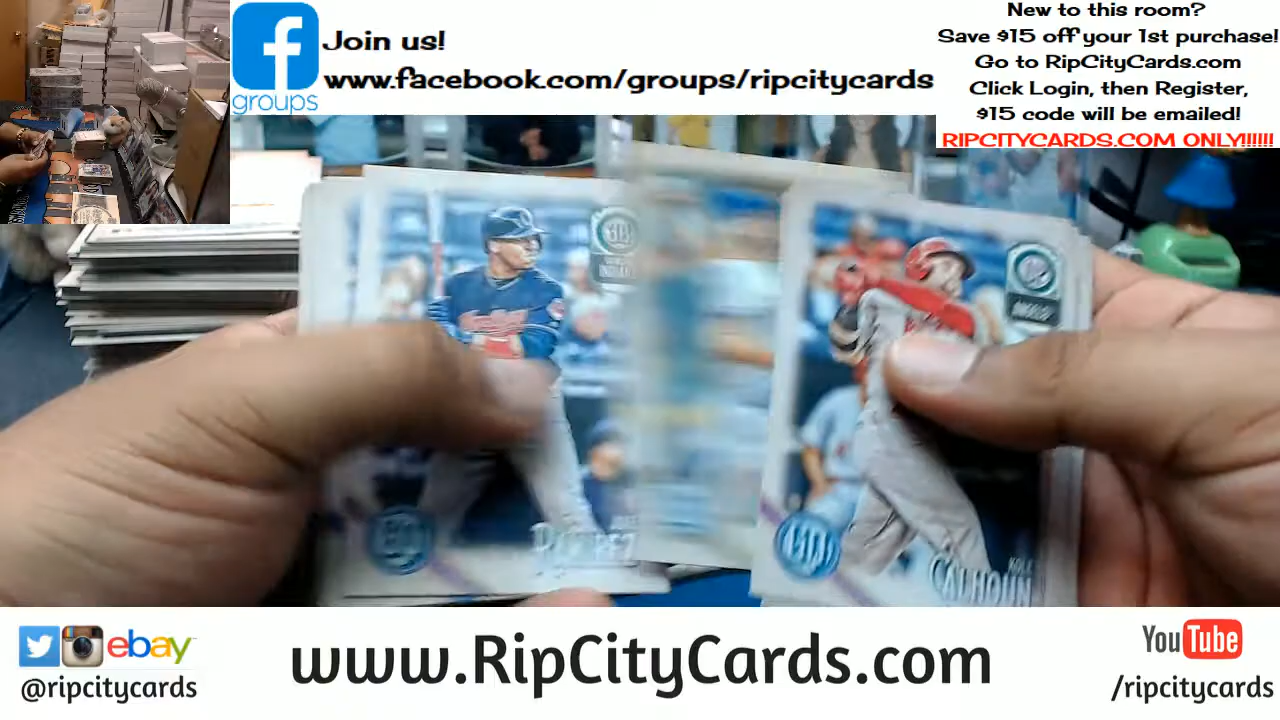 Join us!
www.facebook.com/groups/ripcitycards
groups
New to this room?
Save $15 off your 1st purchase!
Go to RipCityCards.com
Click Login, then Register,
$15 code will be emailed!
RIPCITYCARDS.COM ONLY!!!!!!
CALHOUN
ebay
@ripcitycards
www.RipCityCards.com
YouTube
/ripcitycards